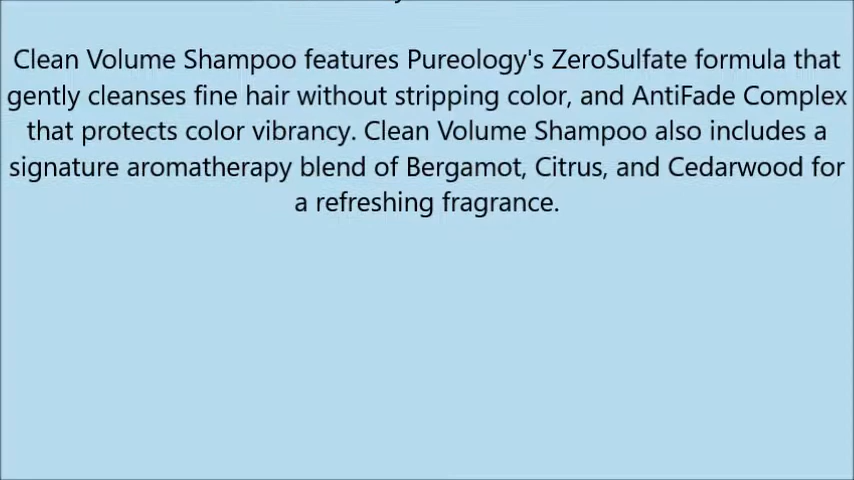 Clean Volume Shampoo features Pureology's ZeroSulfate formula that
gently cleanses fine hair without stripping color, and AntiFade Complex
that protects color vibrancy. Clean Volume Shampoo also includes a
signature aromatherapy blend of Bergamot, Citrus, and Cedarwood for
a refreshing fragrance.